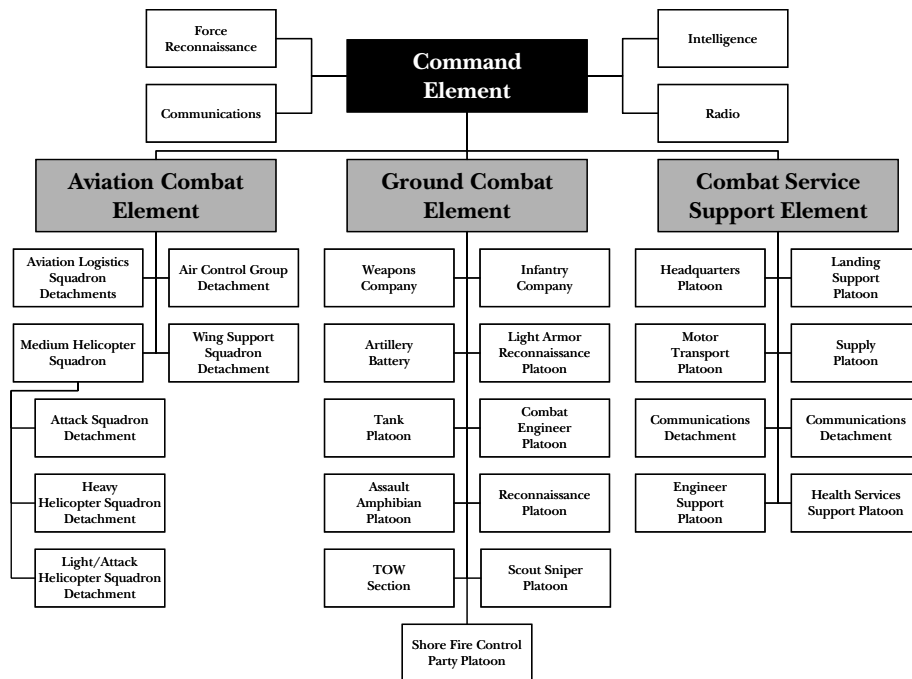 Force
Reconnaissance
Communications
Command
Element
Intelligence
Radio
Aviation Combat
Element
Aviation Logistics
Squadron
Detachments
Air Control Group
Detachment
Medium Helicopter
Squadron
Wing Support
Squadron
Detachment
Attack Squadron
Detachment
Heavy
Helicopter Squadron
Detachment
Light/Attack
Helicopter Squadron
Detachment
Ground Combat
Element
Weapons
Company
Infantry
Company
Artillery
Battery
Light Armor
Reconnaissance
Platoon
Tank
Platoon
Combat
Engineer
Platoon
Assault
Amphibian
Platoon
Reconnaissance
Platoon
TOW
Section
Scout Sniper
Platoon
Shore Fire Control
Party Platoon
Combat Service
Support Element
Headquarters
Platoon
Landing
Support
Platoon
Motor
Transport
Platoon
Supply
Platoon
Communications
Detachment
Communications
Detachment
Engineer
Support
Platoon
Health Services
Support Platoon